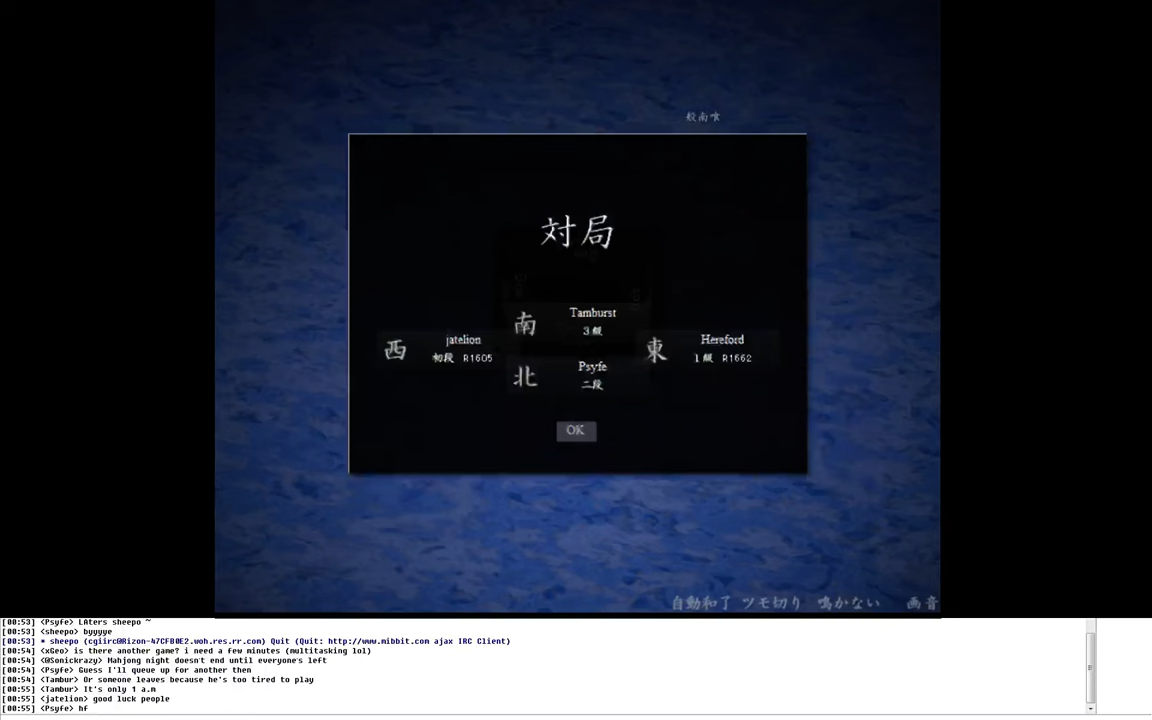 般南喰
対局
南 Tamburst
3級
西 jatelion
初段 R1605
東 Hereford
1級 R1662
北 Psyfe
二段
OK
自動和了 ツモ切り 鳴かない 画音
[00:53] <Psyfe> LAters sheepo ~
[00:53] <sheepo> byyyye
[00:53] * sheepo (cgiirc@Rizon-47CFB0E2.woh.res.rr.com) Quit (Quit: http://www.mibbit.com ajax IRC Client)
[00:54] <xGeo> is there another game? i need a few minutes (multitasking lol)
[00:54] <@Sonickrazy> Mahjong night doesn't end until everyone's left
[00:54] <Psyfe> Guess I'll queue up for another then
[00:54] <Tambur> Or someone leaves because he's too tired to play
[00:55] <Tambur> It's only 1 a.m
[00:55] <jatelion> good luck people
[00:55] <Psyfe> hf